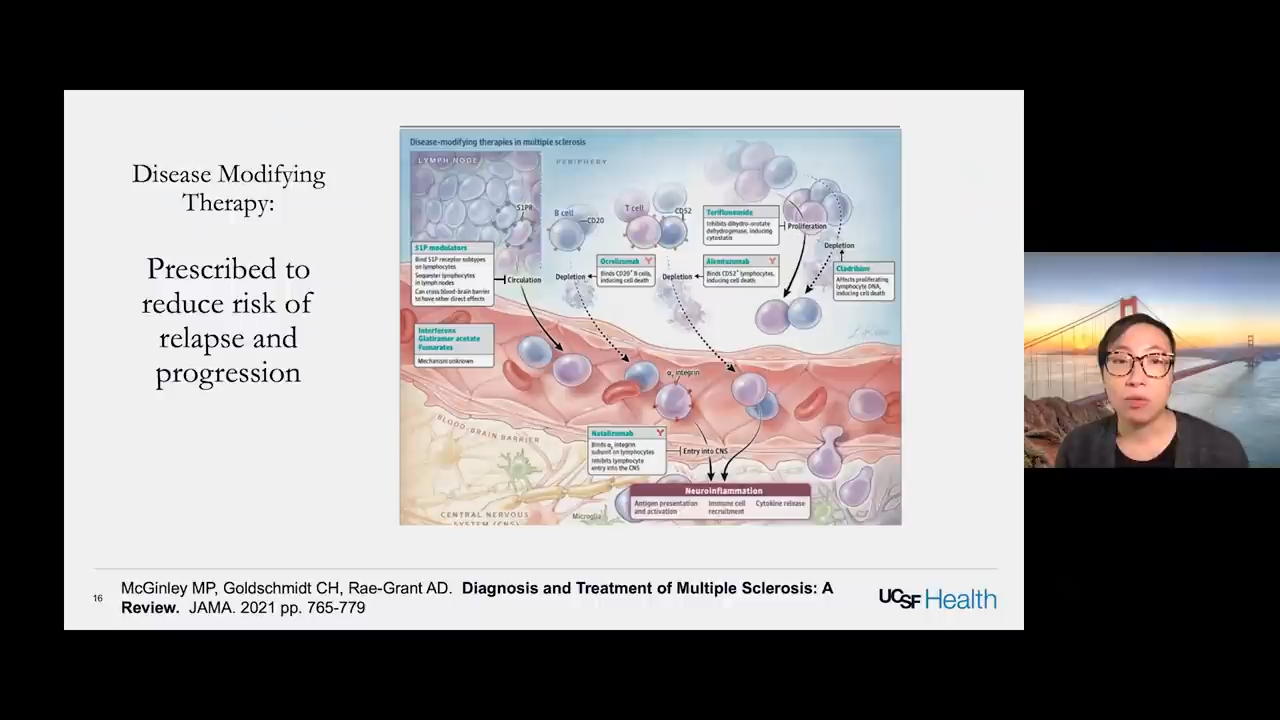 Disease Modifying
Therapy:
Prescribed to
reduce risk of
relapse and
progression
Disease-modifying therapies in multiple sclerosis
LYMPH NODE
PERIPHERY
S1PR
B cell
CD20
T cell
CD52
S1P modulators
Bind S1P receptor subtypes
on lymphocytes
Sequester lymphocytes
in lymph nodes
Can cross blood-brain barrier
to have other direct effects
Circulation
Depletion
Ocrelizumab
Binds CD20+ B cells,
inducing cell death
Depletion
Alemtuzumab
Binds CD52+ lymphocytes,
inducing cell death
Teriflunomide
Inhibits dihydro-orotate
dehydrogenase, inducing
cytostatis
Proliferation
Depletion
Cladribine
Affects proliferating
lymphocyte DNA,
inducing cell death
Interferons
Glatiramer acetate
Fumarates
Mechanism unknown
α4 integrin
BLOOD-BRAIN BARRIER
Natalizumab
Binds α4 integrin
subunit on lymphocytes
Inhibits lymphocyte
entry into the CNS
Entry into CNS
Neuroinflammation
Antigen presentation
and activation
Immune cell
recruitment
Cytokine release
CENTRAL NERVOUS
SYSTEM (CNS)
Microglia
16
McGinley MP, Goldschmidt CH, Rae-Grant AD. Diagnosis and Treatment of Multiple Sclerosis: A
Review. JAMA. 2021 pp. 765-779
UCSF Health